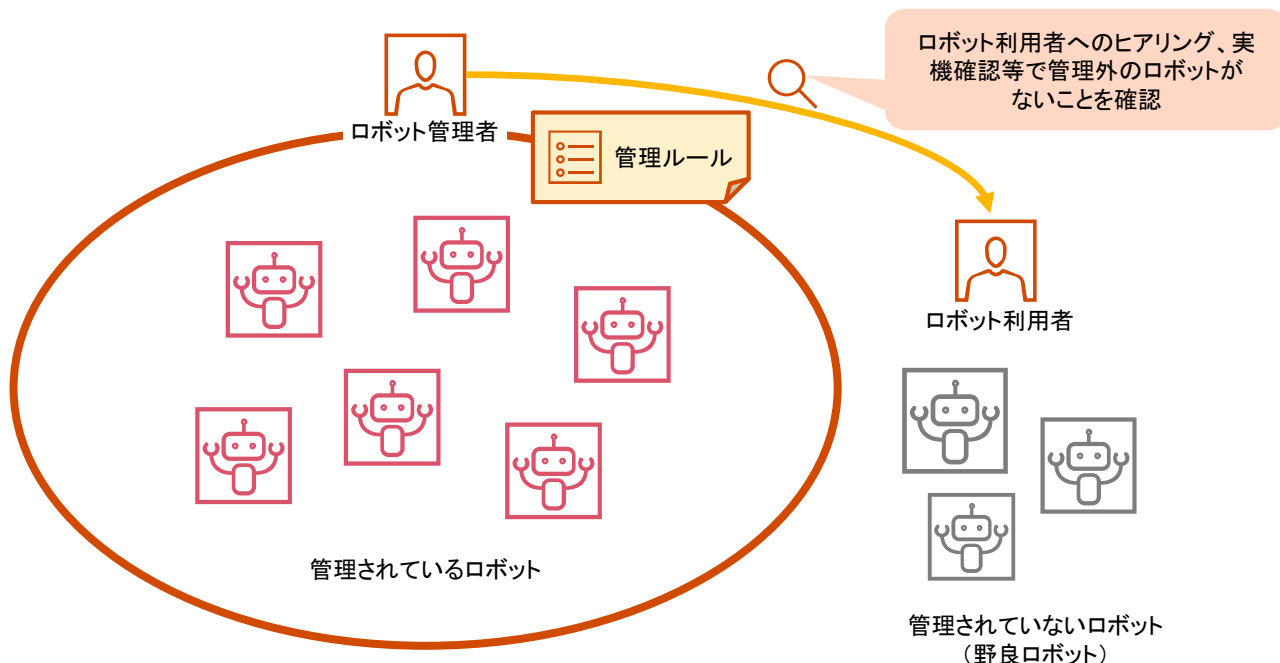 ロボット利用者へのヒアリング、実
機確認等で管理外のロボットが
ないことを確認
ロボット管理者
管理ルール
ロボット利用者
管理されているロボット
管理されていないロボット
（野良ロボット）